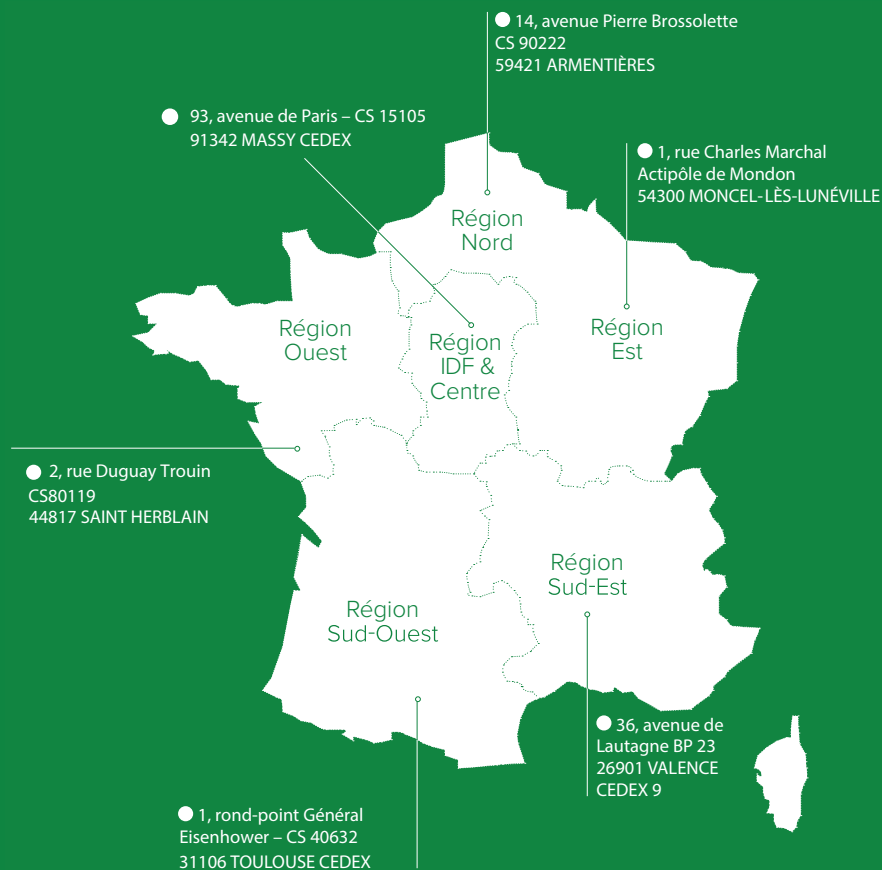 14, avenue Pierre Brossolette
CS 90222
59421 ARMENTIÈRES
93, avenue de Paris – CS 15105
91342 MASSY CEDEX
1, rue Charles Marchal
Actipôle de Mondon
54300 MONCEL-LÈS-LUNÉVILLE
Région
Nord
Région
Ouest
Région
IDF &
Centre
Région
Est
2, rue Duguay Trouin
CS80119
44817 SAINT HERBLAIN
Région
Sud-Est
Région
Sud-Ouest
36, avenue de
Lautagne BP 23
26901 VALENCE
CEDEX 9
1, rond-point Général
Eisenhower – CS 40632
31106 TOULOUSE CEDEX